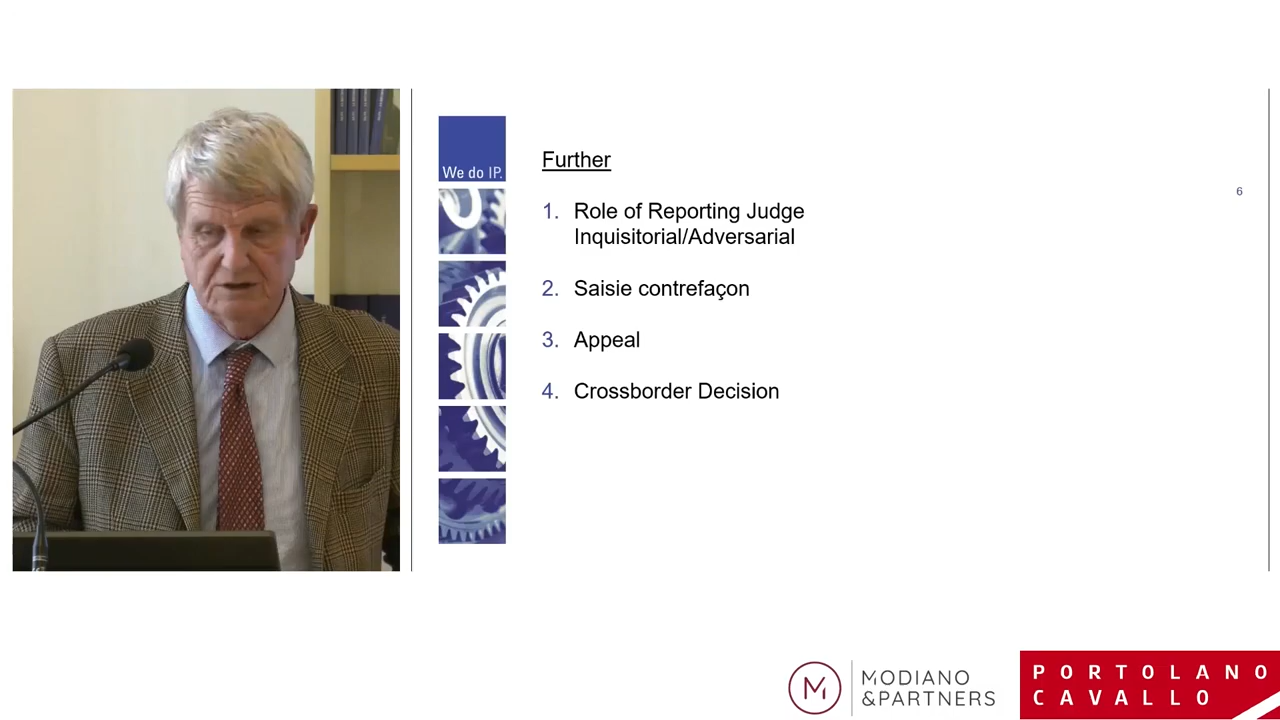 We do IP.
Further
6
1. Role of Reporting Judge
Inquisitorial/Adversarial
2. Saisie contrefaçon
3. Appeal
4. Crossborder Decision
M
MODIANO
&PARTNERS
PORTOLANO
CAVALLO